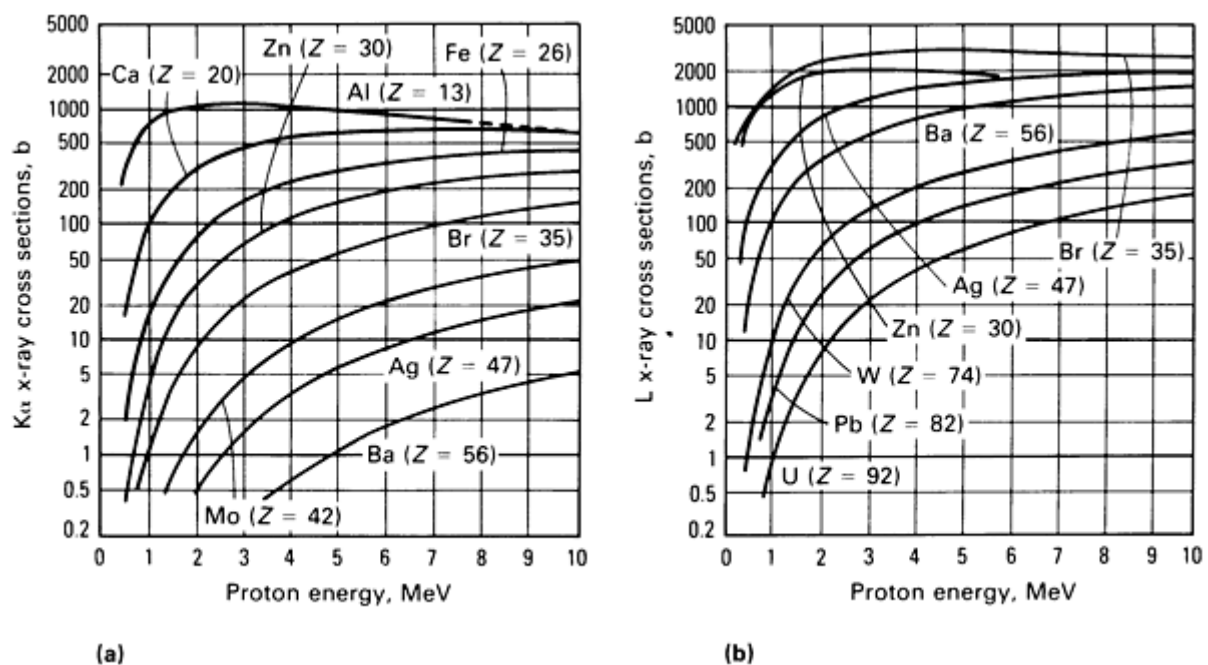 5000
2000
1000
500
200
100
50
20
10
5
2
1
0.5
0.2
Kα x-ray cross sections, b
Zn (Z = 30)
Fe (Z = 26)
Ca (Z = 20)
Al (Z = 13)
Br (Z = 35)
Ag (Z = 47)
Ba (Z = 56)
Mo (Z = 42)
0 1 2 3 4 5 6 7 8 9 10
Proton energy, MeV
(a)
5000
2000
1000
500
200
100
50
20
10
5
2
1
0.5
0.2
L x-ray cross sections, b
Ba (Z = 56)
Br (Z = 35)
Ag (Z = 47)
Zn (Z = 30)
W (Z = 74)
Pb (Z = 82)
U (Z = 92)
0 1 2 3 4 5 6 7 8 9 10
Proton energy, MeV
(b)